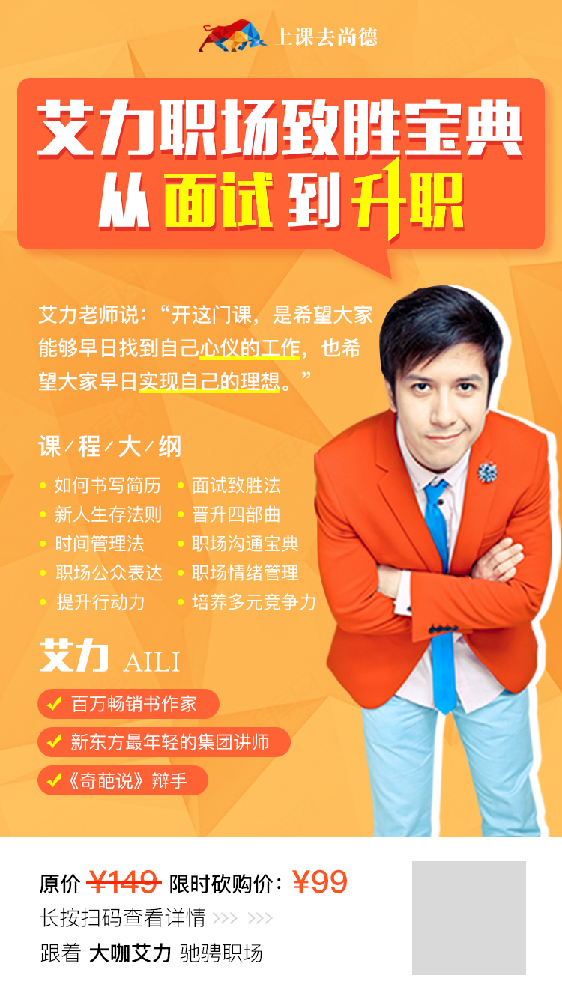 上课去尚德
艾力职场致胜宝典
从面试到升职
艾力老师说：“开这门课，是希望大家
能够早日找到自己心仪的工作，也希
望大家早日实现自己的理想。”
课/程/大/纲
• 如何书写简历 • 面试致胜法
• 新人生存法则 • 晋升四部曲
• 时间管理法 • 职场沟通宝典
• 职场公众表达 • 职场情绪管理
• 提升行动力 • 培养多元竞争力
艾力 AILI
百万畅销书作家
新东方最年轻的集团讲师
《奇葩说》辩手
原价 ¥149 限时砍购价：¥99
长按扫码查看详情 >>> >>>
跟着 大咖艾力 驰骋职场